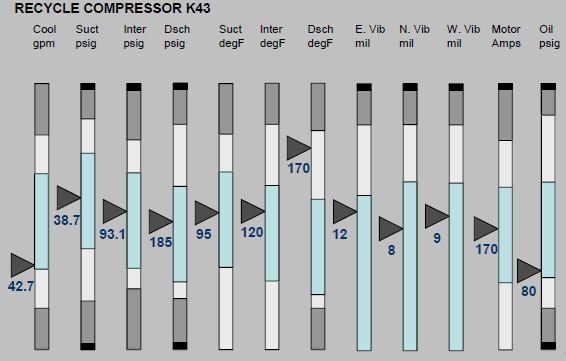 RECYCLE COMPRESSOR K43
Cool Suct Inter Dsch Suct Inter Dsch E. Vib N. Vib W. Vib Motor Oil
gpm psig psig psig degF degF degF mil mil mil Amps psig
170
38.7
93.1 185 95 120 12 8 9 170
42.7 80